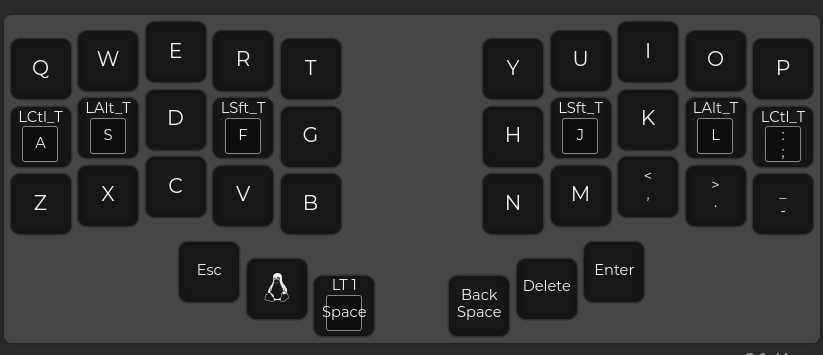 Q W E R T Y U I O P
LCtl_T LAlt_T LSft_T LSft_T LAlt_T LCtl_T
A S D F G H J K L :
;
Z X C V B N M < > _
, . -
Esc LT 1 Back Delete Enter
Space Space